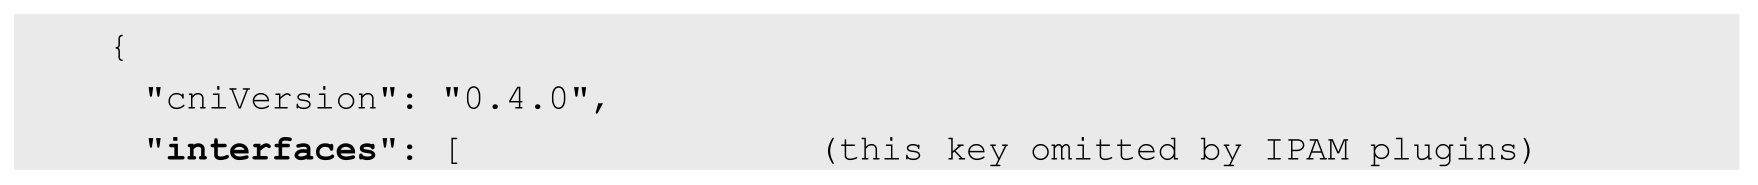 {
"cniVersion": "0.4.0",
"interfaces": [ (this key omitted by IPAM plugins)